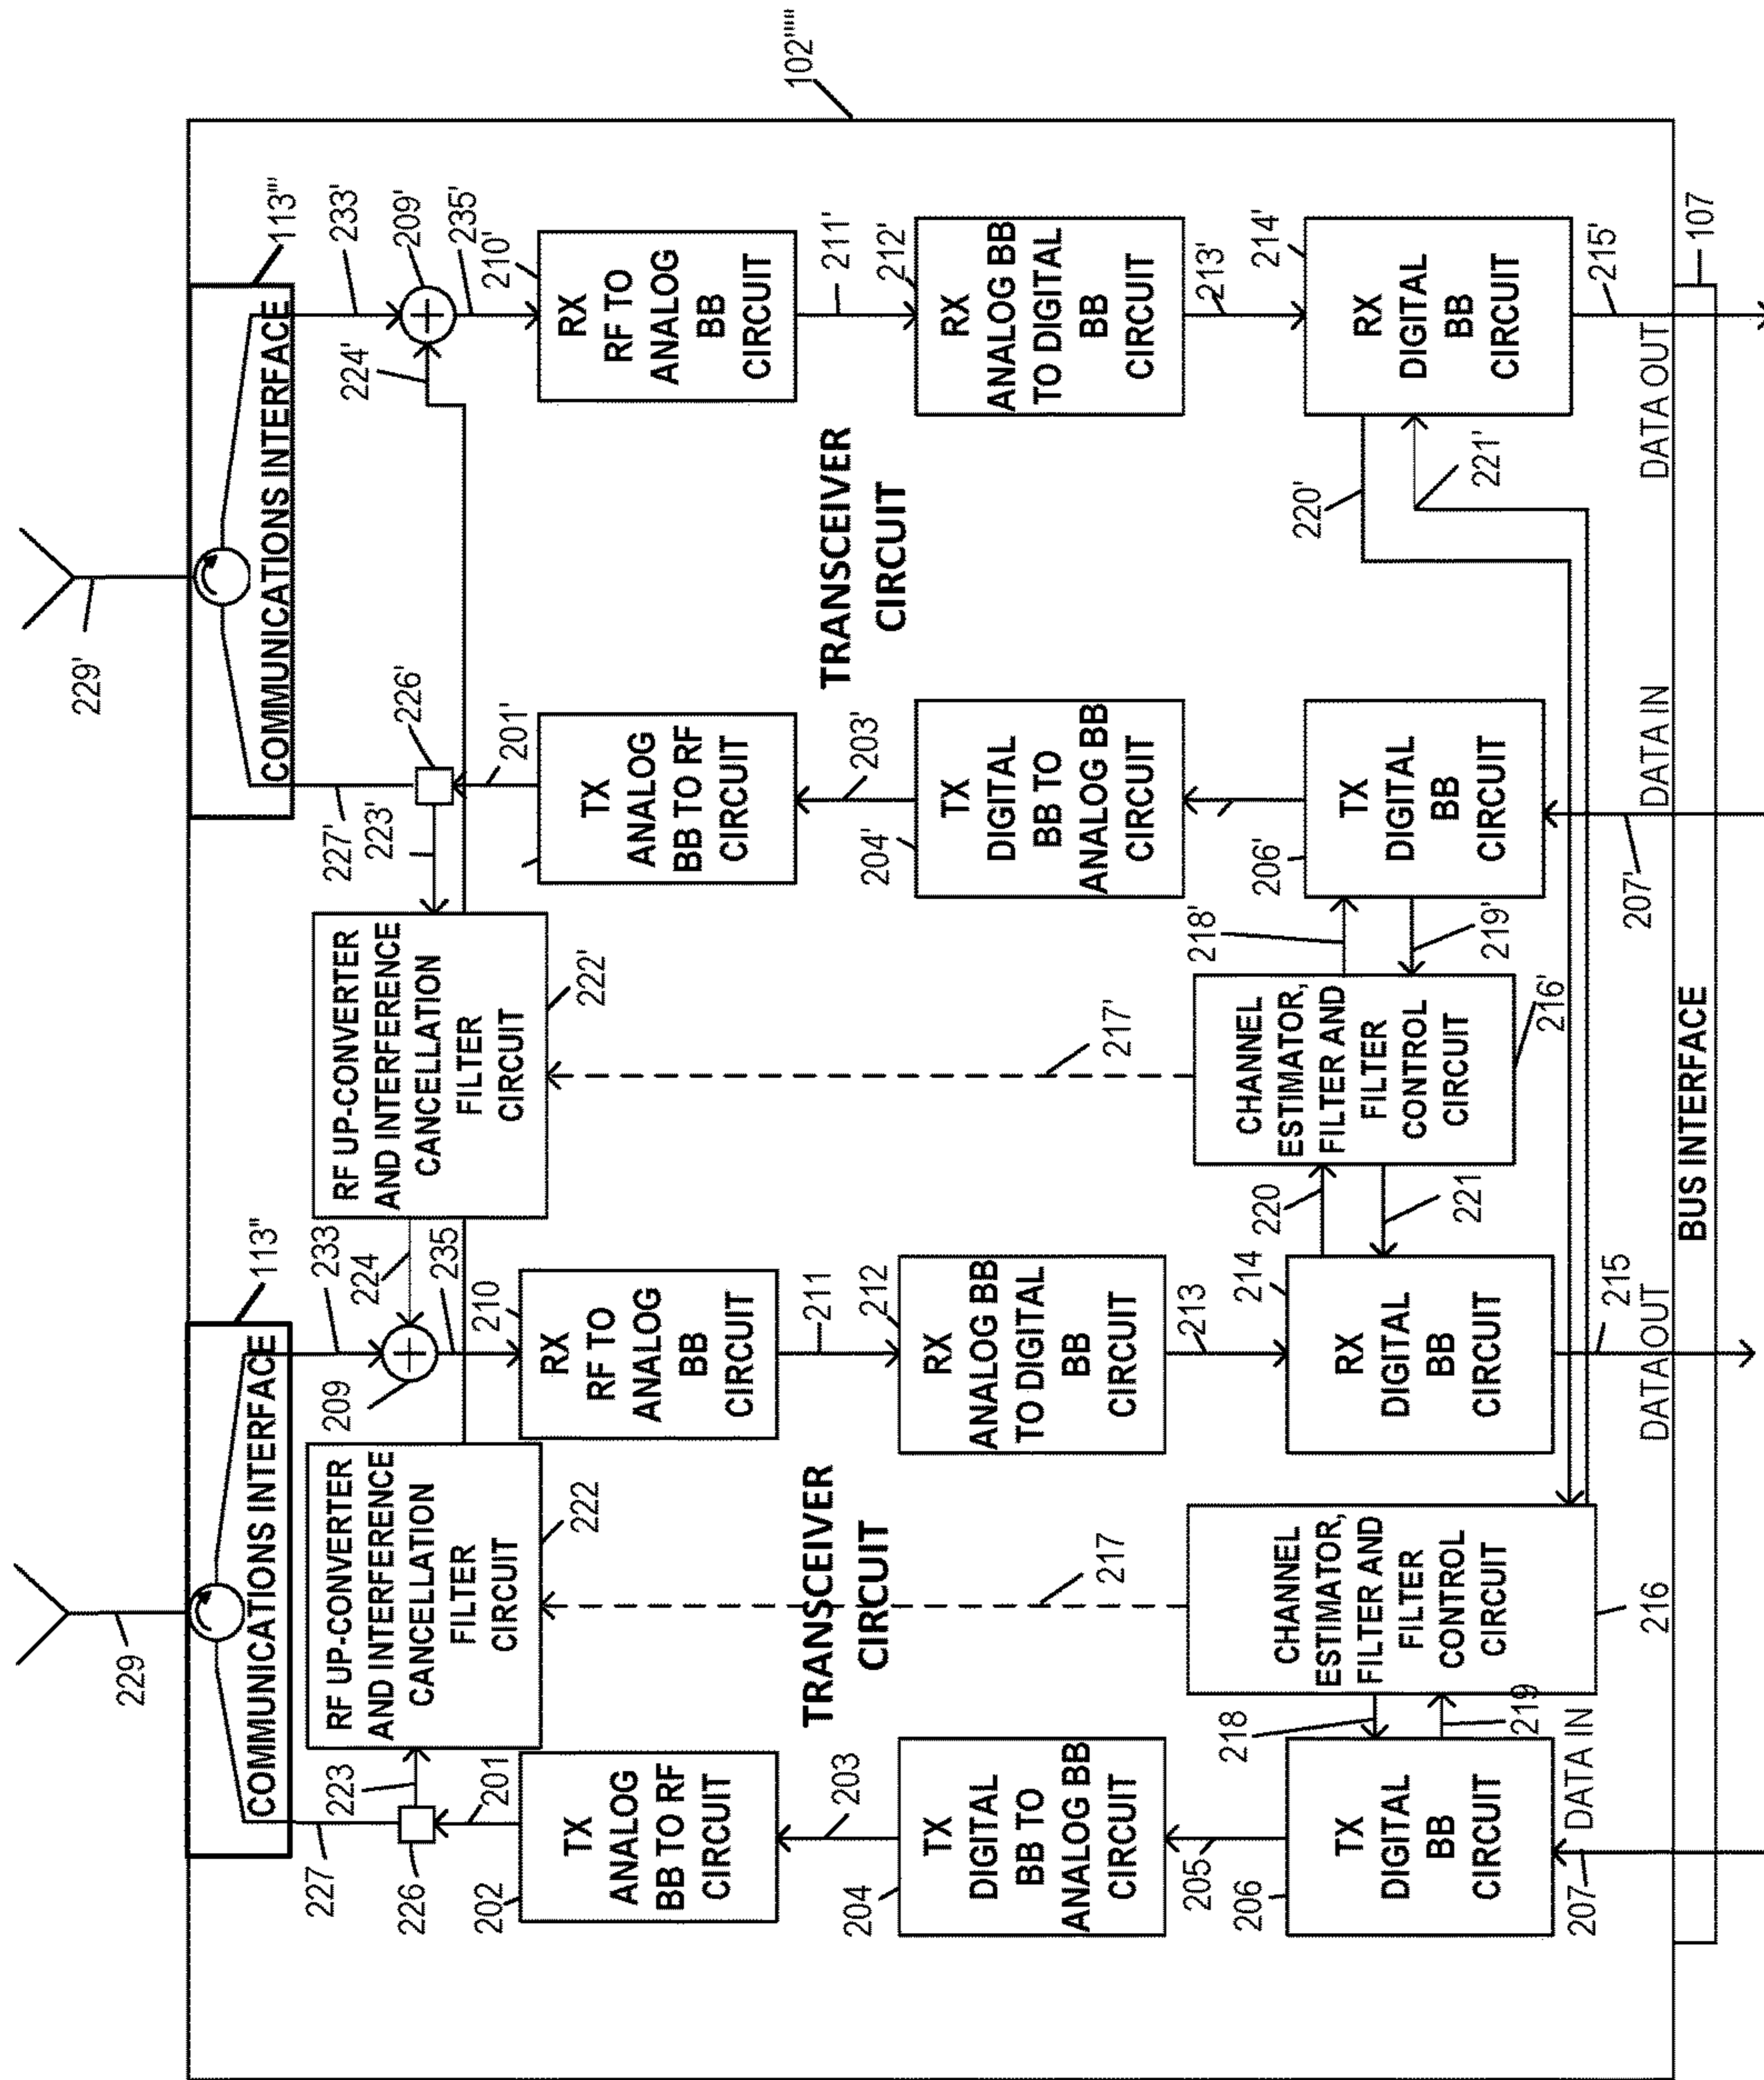 229
229'
COMMUNICATIONS INTERFACE
113"
COMMUNICATIONS INTERFACE
113'''
102'''''
227
223
226
201
RF UP-CONVERTER
AND INTERFERENCE
CANCELLATION
FILTER
CIRCUIT
222
209
233
224
235
RF UP-CONVERTER
AND INTERFERENCE
CANCELLATION
FILTER
CIRCUIT
222'
227'
223'
226'
201'
224'
233'
209'
235'
202
TX
ANALOG
BB TO RF
CIRCUIT
210
RX
RF TO
ANALOG
BB
CIRCUIT
TX
ANALOG
BB TO RF
CIRCUIT
210'
RX
RF TO
ANALOG
BB
CIRCUIT
203
TRANSCEIVER
CIRCUIT
211
203'
TRANSCEIVER
CIRCUIT
211'
204
TX
DIGITAL
BB TO
ANALOG BB
CIRCUIT
212
RX
ANALOG BB
TO DIGITAL
BB
CIRCUIT
204'
TX
DIGITAL
BB TO
ANALOG BB
CIRCUIT
212'
RX
ANALOG BB
TO DIGITAL
BB
CIRCUIT
205
217
213
217'
213'
206
TX
DIGITAL
BB
CIRCUIT
218
219
CHANNEL
ESTIMATOR,
FILTER AND
FILTER
CONTROL
CIRCUIT
216
214
RX
DIGITAL
BB
CIRCUIT
220
221
CHANNEL
ESTIMATOR,
FILTER AND
FILTER
CONTROL
CIRCUIT
216'
218'
219'
206'
TX
DIGITAL
BB
CIRCUIT
220'
221'
214'
RX
DIGITAL
BB
CIRCUIT
207
DATA IN
215
DATA OUT
207'
DATA IN
215'
DATA OUT
BUS INTERFACE
107